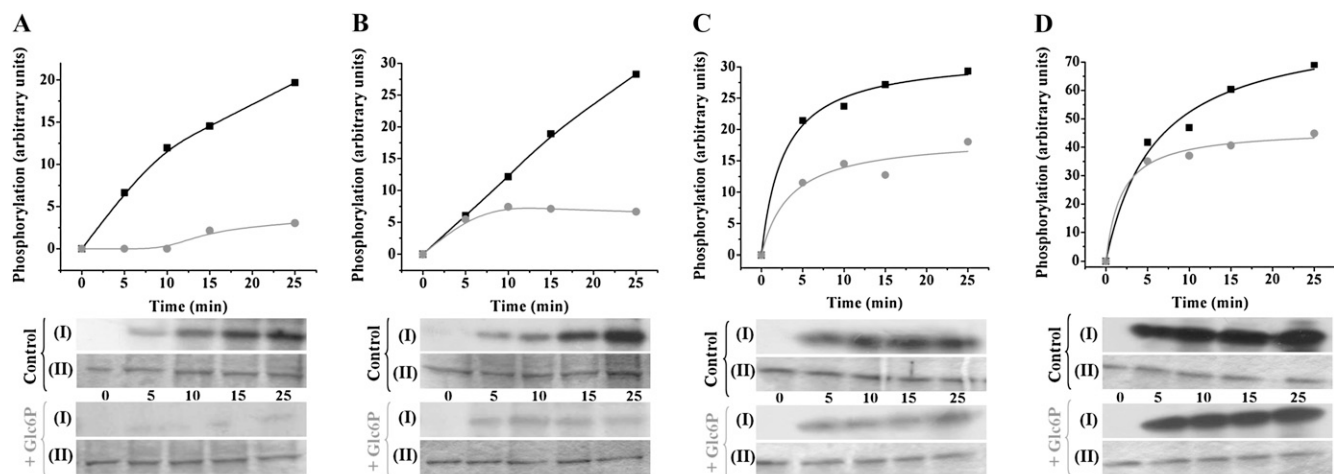 A
B
C
D
Phosphorylation (arbitrary units)
20
15
10
5
0
0 5 10 15 20 25
Time (min)
Phosphorylation (arbitrary units)
30
25
20
15
10
5
0
0 5 10 15 20 25
Time (min)
Phosphorylation (arbitrary units)
30
25
20
15
10
5
0
0 5 10 15 20 25
Time (min)
Phosphorylation (arbitrary units)
70
60
50
40
30
20
10
0
0 5 10 15 20 25
Time (min)
Control
(I)
(II)
0 5 10 15 25
+ Glc6P
(I)
(II)
Control
(I)
(II)
0 5 10 15 25
+ Glc6P
(I)
(II)
Control
(I)
(II)
0 5 10 15 25
+ Glc6P
(I)
(II)
Control
(I)
(II)
0 5 10 15 25
+ Glc6P
(I)
(II)